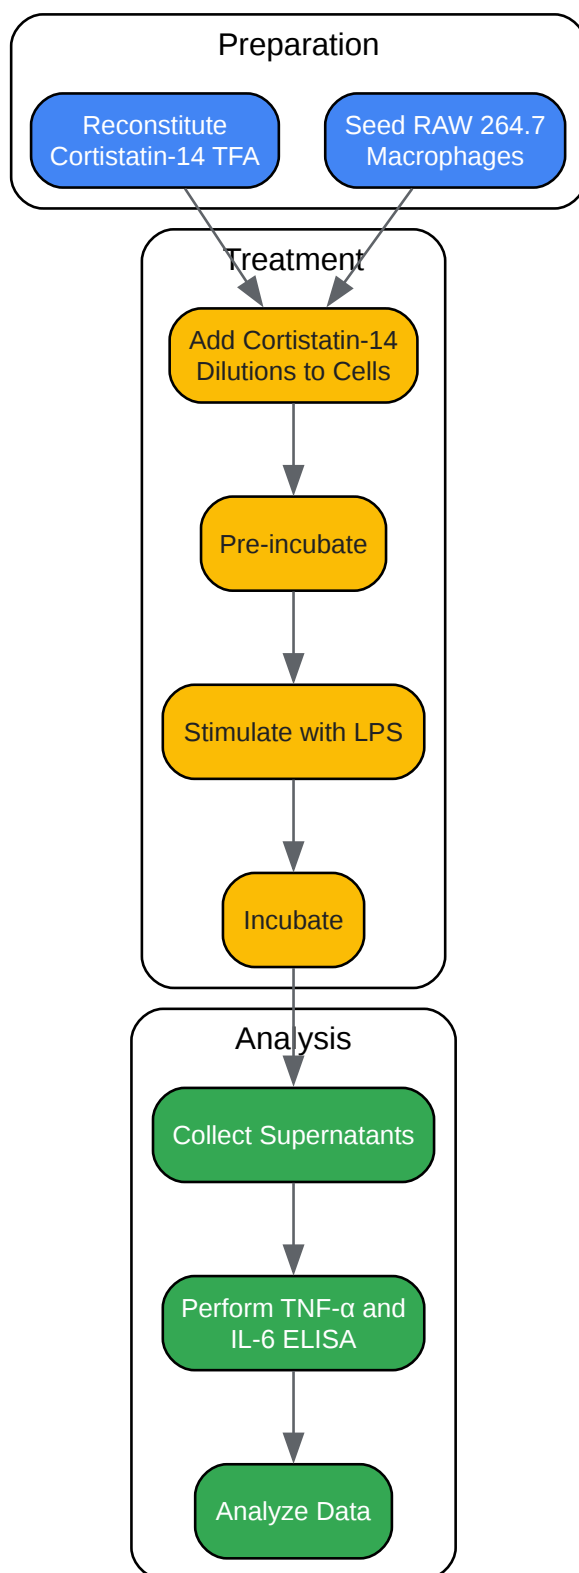 Preparation
Reconstitute
Cortistatin-14 TFA
Seed RAW 264.7
Macrophages
Treatment
Add Cortistatin-14
Dilutions to Cells
Pre-incubate
Stimulate with LPS
Incubate
Analysis
Collect Supernatants
Perform TNF-α and
IL-6 ELISA
Analyze Data